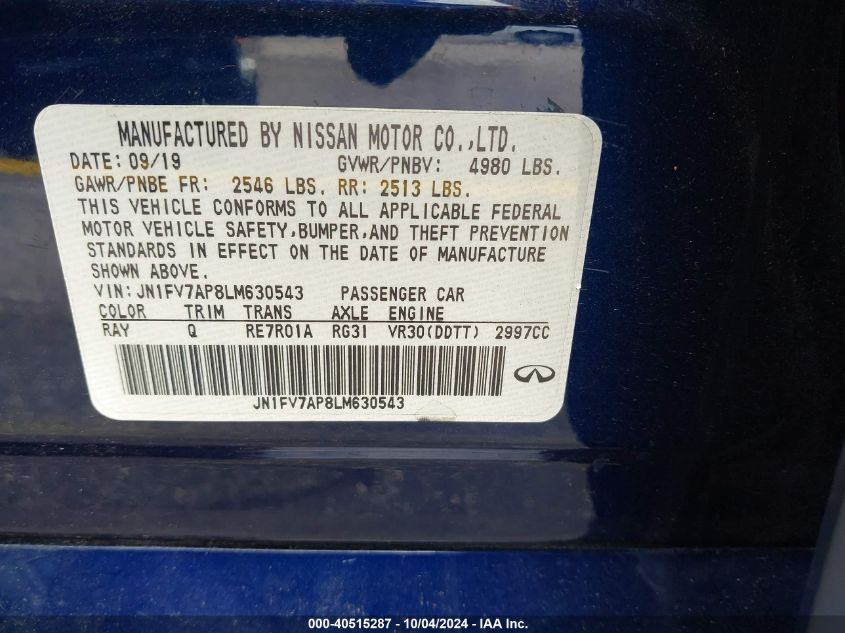 MANUFACTURED BY NISSAN MOTOR CO.,LTD.
DATE: 09/19 GVWR/PNBV: 4980 LBS.
GAWR/PNBE FR: 2546 LBS. RR: 2513 LBS.
THIS VEHICLE CONFORMS TO ALL APPLICABLE FEDERAL
MOTOR VEHICLE SAFETY,BUMPER,AND THEFT PREVENTION
STANDARDS IN EFFECT ON THE DATE OF MANUFACTURE
SHOWN ABOVE.
VIN: JN1FV7AP8LM630543 PASSENGER CAR
COLOR TRIM TRANS AXLE ENGINE
RAY Q RE7R01A RG31 VR30(DDTT) 2997CC
JN1FV7AP8LM630543
000-40515287 - 10/04/2024 - IAA Inc.